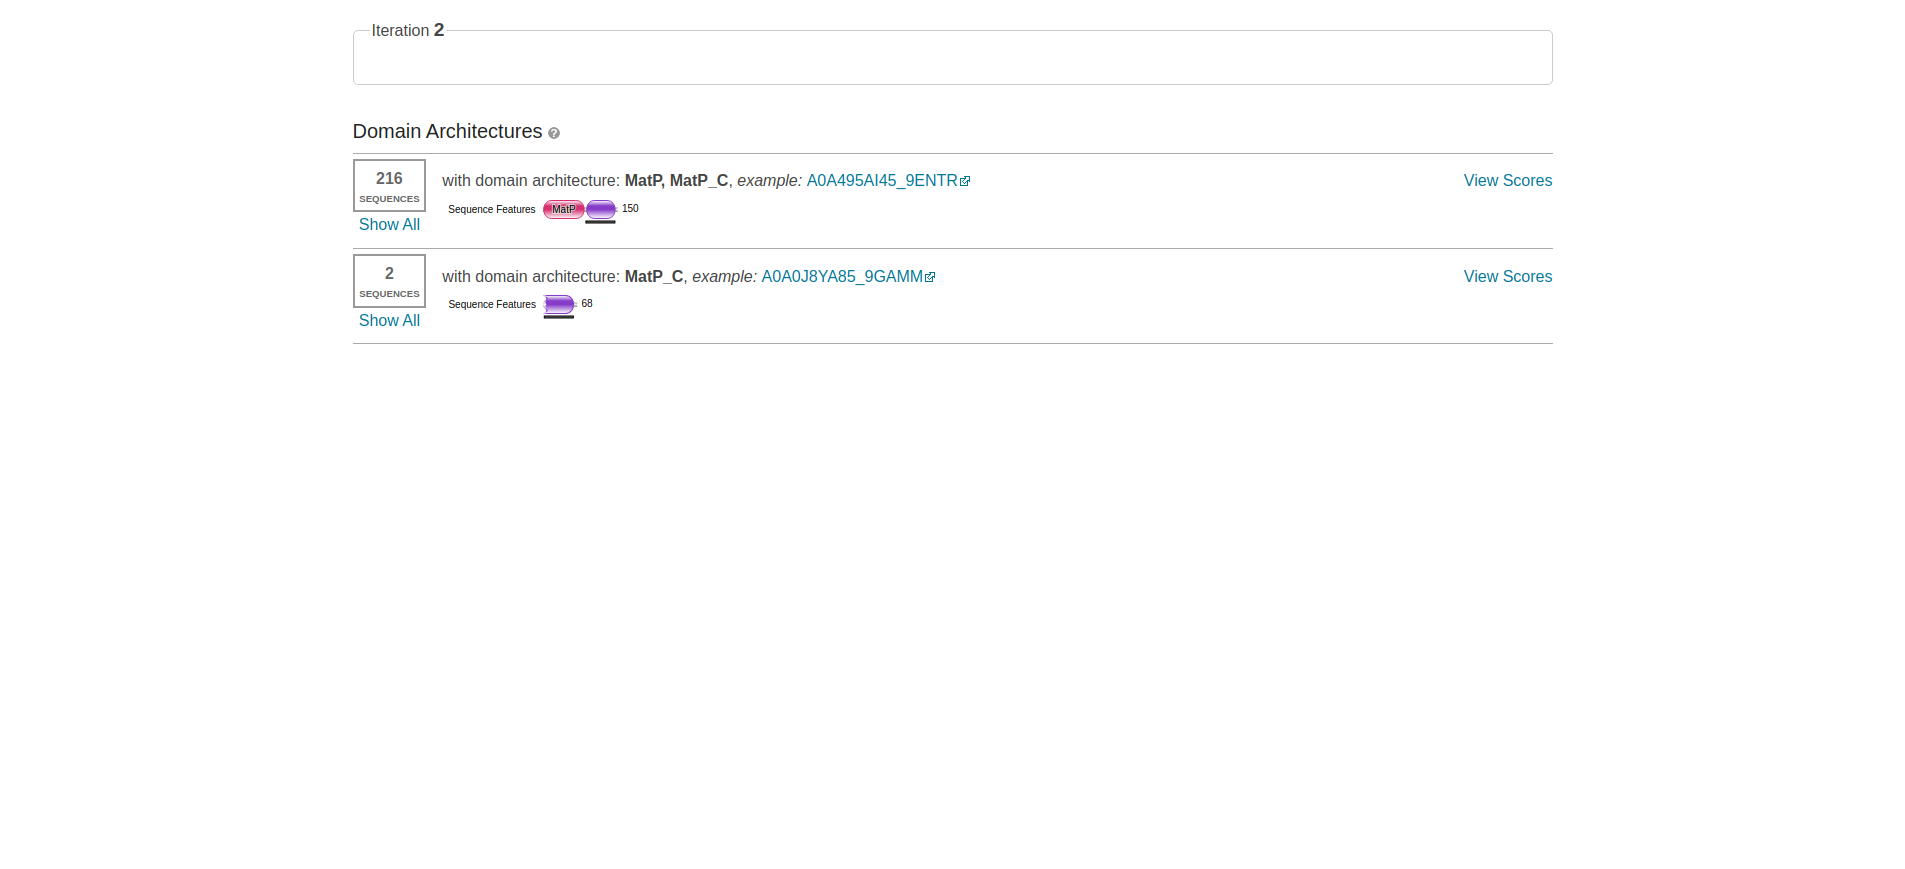 Iteration 2
Domain Architectures ?
216
SEQUENCES
Show All
with domain architecture: MatP, MatP_C, example: A0A495AI45_9ENTR
View Scores
Sequence Features MatP 150
2
SEQUENCES
Show All
with domain architecture: MatP_C, example: A0A0J8YA85_9GAMM
View Scores
Sequence Features 68